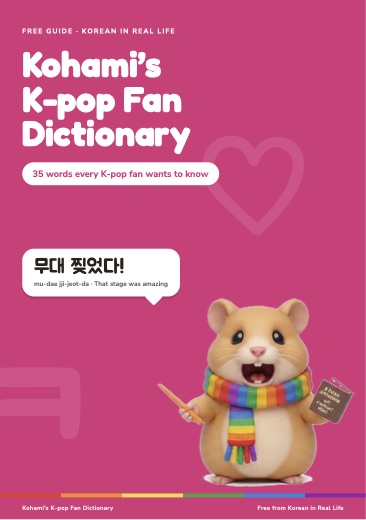 FREE GUIDE · KOREAN IN REAL LIFE
Kohami's
K-pop Fan
Dictionary
35 words every K-pop fan wants to know
무대 찢었다!
mu-dae jji-jeot-da · That stage was amazing
ㅋ
Kohami's K-pop Fan Dictionary
Free from Korean in Real Life